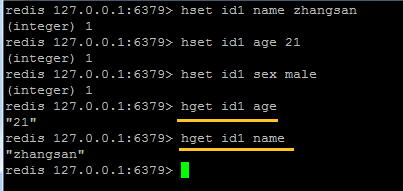 redis 127.0.0.1:6379> hset id1 name zhangsan
(integer) 1
redis 127.0.0.1:6379> hset id1 age 21
(integer) 1
redis 127.0.0.1:6379> hset id1 sex male
(integer) 1
redis 127.0.0.1:6379> hget id1 age
"21"
redis 127.0.0.1:6379> hget id1 name
"zhangsan"
redis 127.0.0.1:6379>